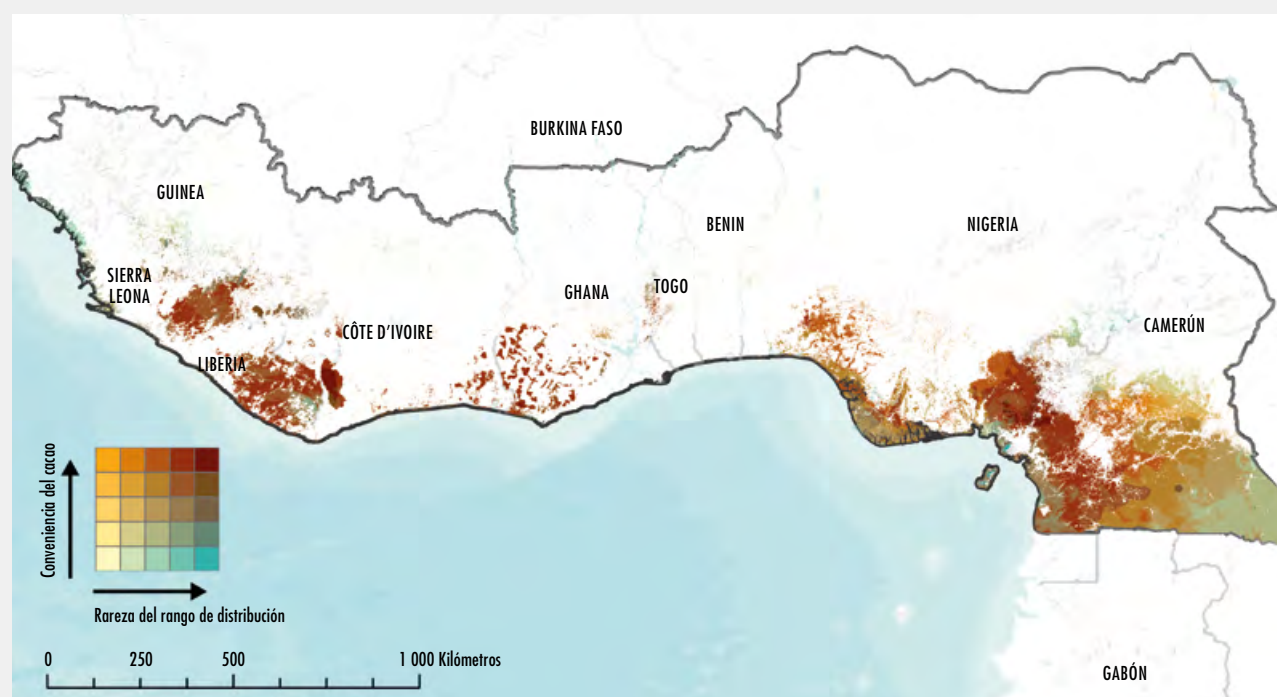 BURKINA FASO
GUINEA
BENIN
NIGERIA
SIERRA
LEONA
GHANA
TOGO
CÔTE D'IVOIRE
CAMERÚN
LIBERIA
Conveniencia del cacao
Rareza del rango de distribución
0 250 500 1 000 Kilómetros
GABÓN